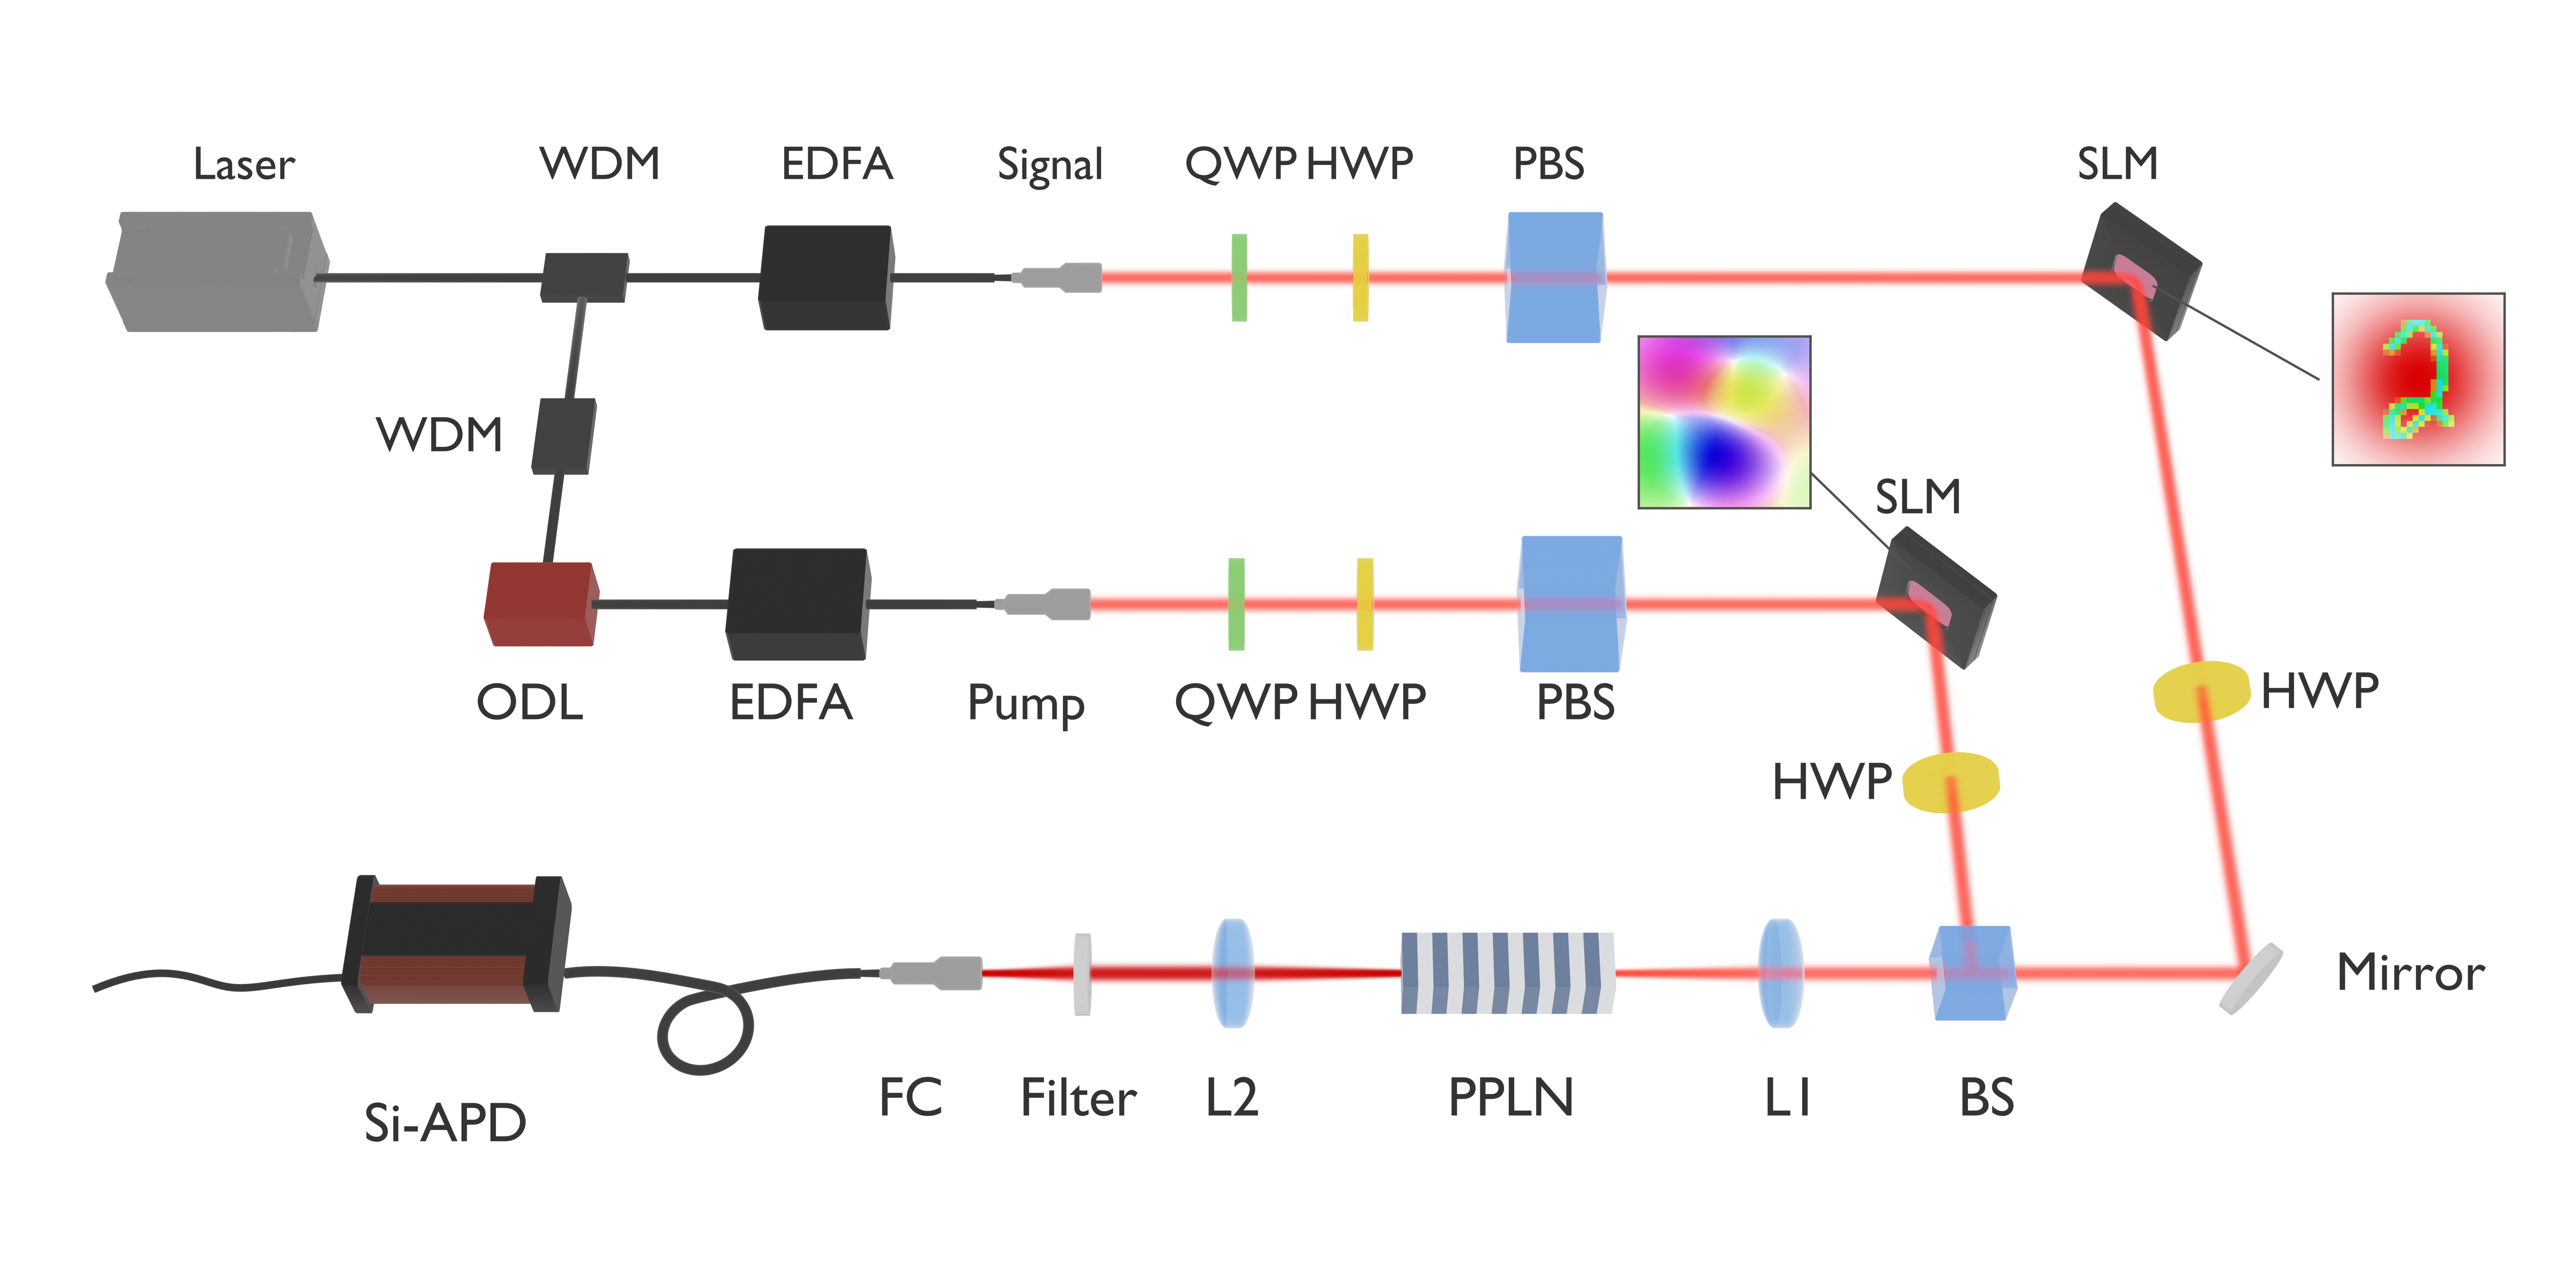 Laser
WDM
EDFA
Signal
QWP
HWP
PBS
SLM
2
WDM
SLM
ODL
EDFA
Pump
QWP
HWP
PBS
HWP
HWP
Mirror
Si-APD
FC
Filter
L2
PPLN
L1
BS